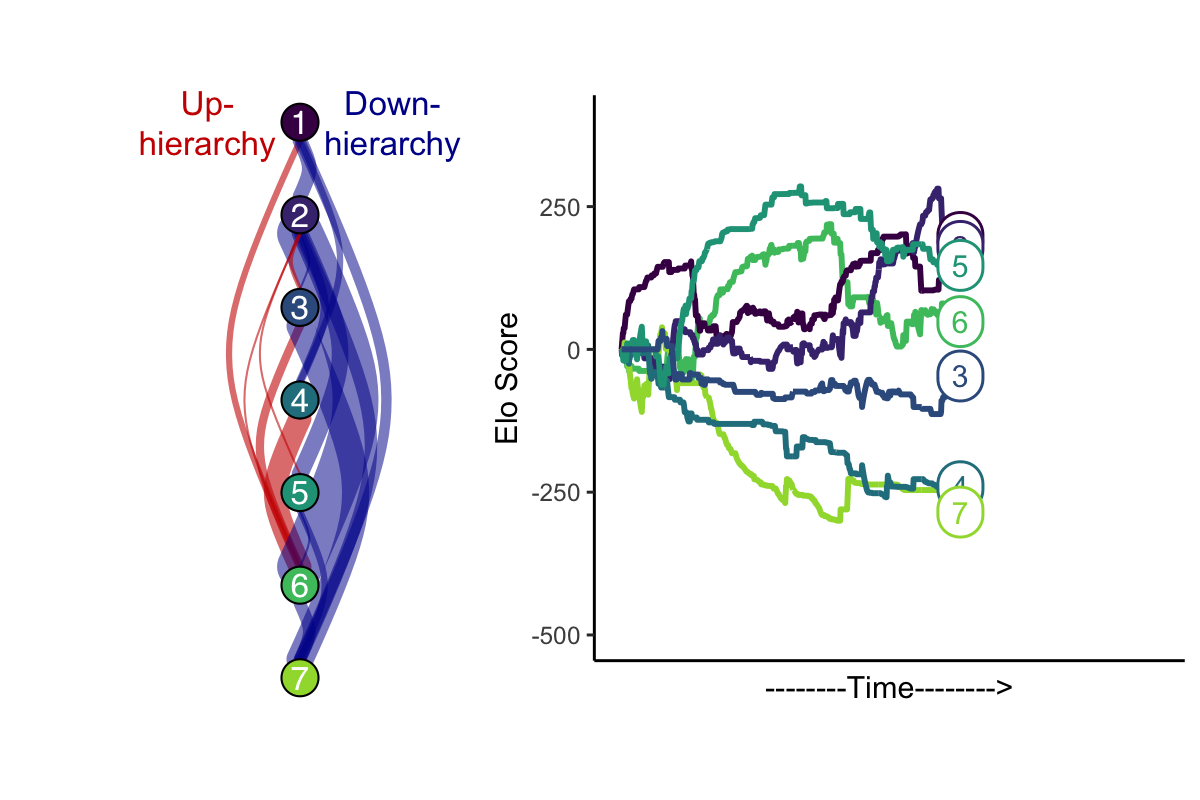 Up-
hierarchy
Down-
hierarchy
1
2
3
4
5
6
7
Elo Score
250
0
-250
-500
5
6
3
4
7
--------Time-------->